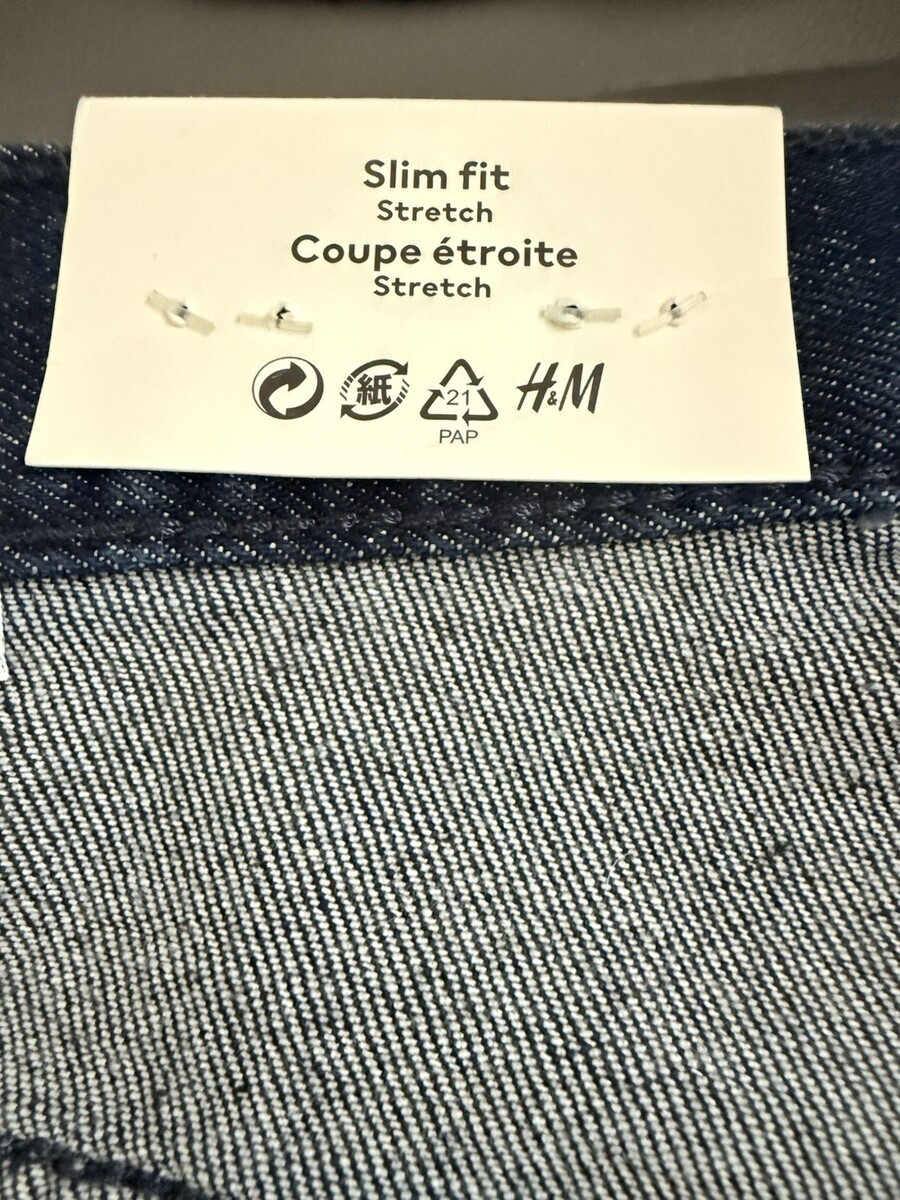 Slim fit
Stretch
Coupe étroite
Stretch
紙 21 H&M
PAP